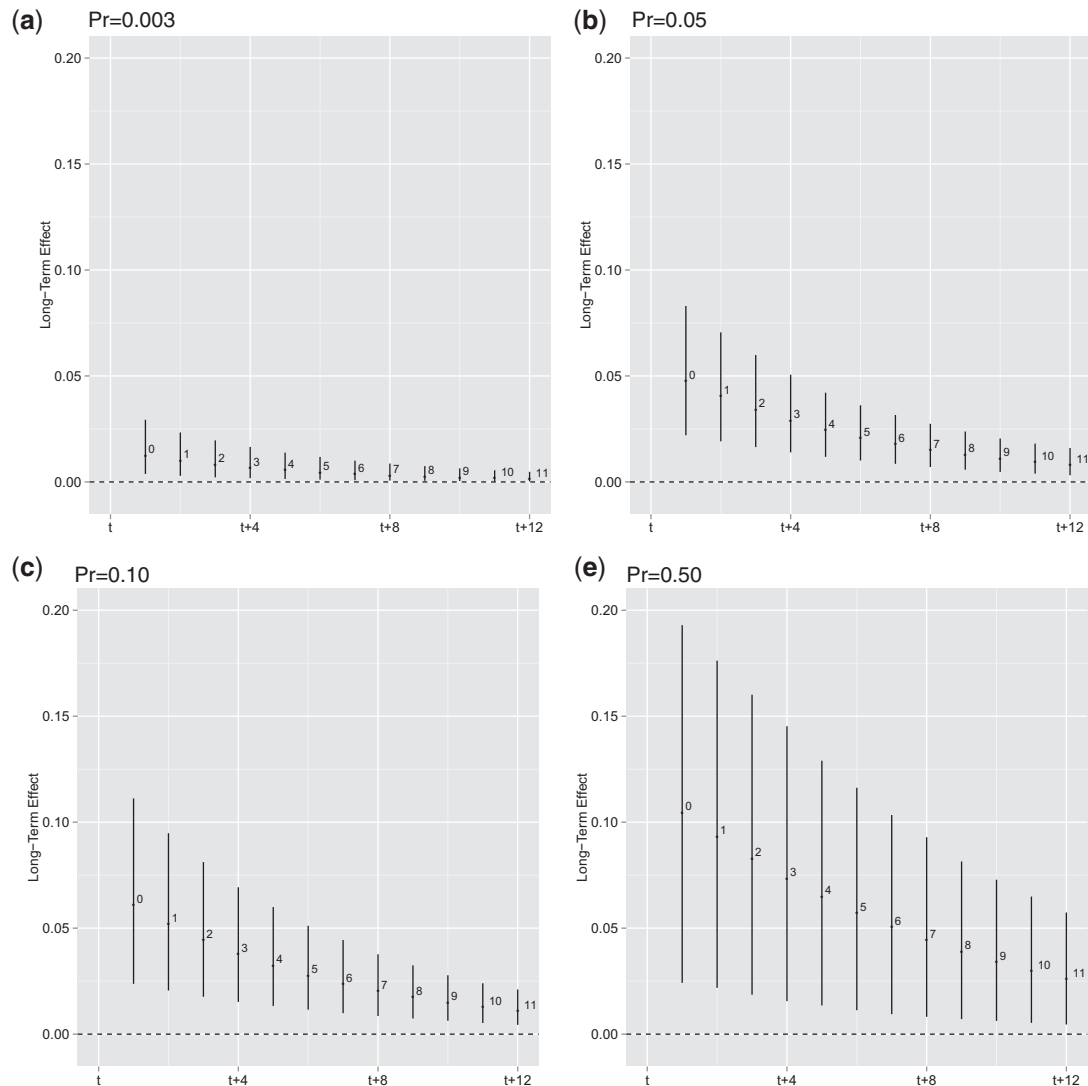 (a) Pr=0.003
0.20
0.15
0.10
0.05
0.00
Long-Term Effect
0 1 2 3 4 5 6 7 8 9 10 11
t t+4 t+8 t+12
(b) Pr=0.05
0.20
0.15
0.10
0.05
0.00
Long-Term Effect
0 1 2 3 4 5 6 7 8 9 10 11
t t+4 t+8 t+12
(c) Pr=0.10
0.20
0.15
0.10
0.05
0.00
Long-Term Effect
0 1 2 3 4 5 6 7 8 9 10 11
t t+4 t+8 t+12
(e) Pr=0.50
0.20
0.15
0.10
0.05
0.00
Long-Term Effect
0 1 2 3 4 5 6 7 8 9 10 11
t t+4 t+8 t+12